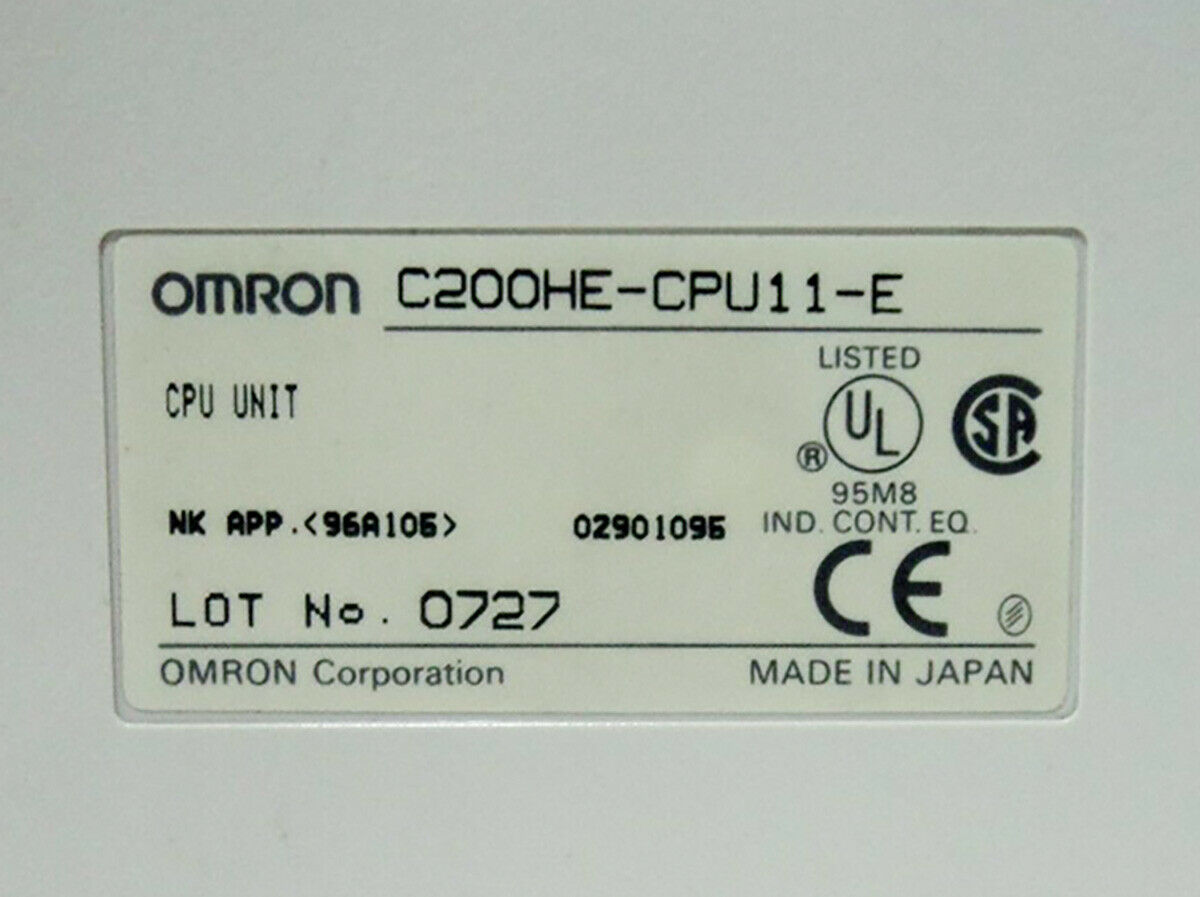 OMRON C200HE-CPU11-E
LISTED
CPU UNIT
UL
®
SA
95M8
NK APP.<96A106> 02901096 IND. CONT. EQ.
CE
LOT No. 0727
OMRON Corporation MADE IN JAPAN